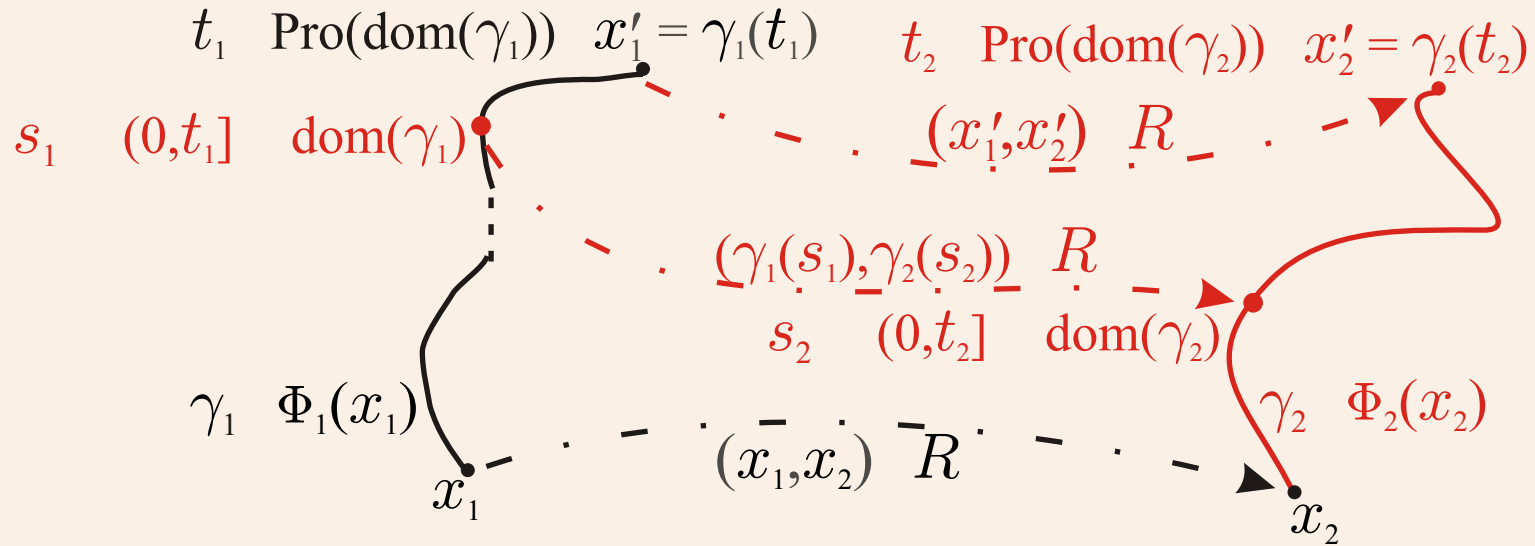 t₁ Pro(dom(γ₁)) x′₁ = γ₁(t₁)
t₂ Pro(dom(γ₂)) x′₂ = γ₂(t₂)
s₁ (0,t₁] dom(γ₁)
(x′₁,x′₂) R
(γ₁(s₁),γ₂(s₂)) R
s₂ (0,t₂] dom(γ₂)
γ₁ Φ₁(x₁)
γ₂ Φ₂(x₂)
(x₁,x₂) R
x₁
x₂